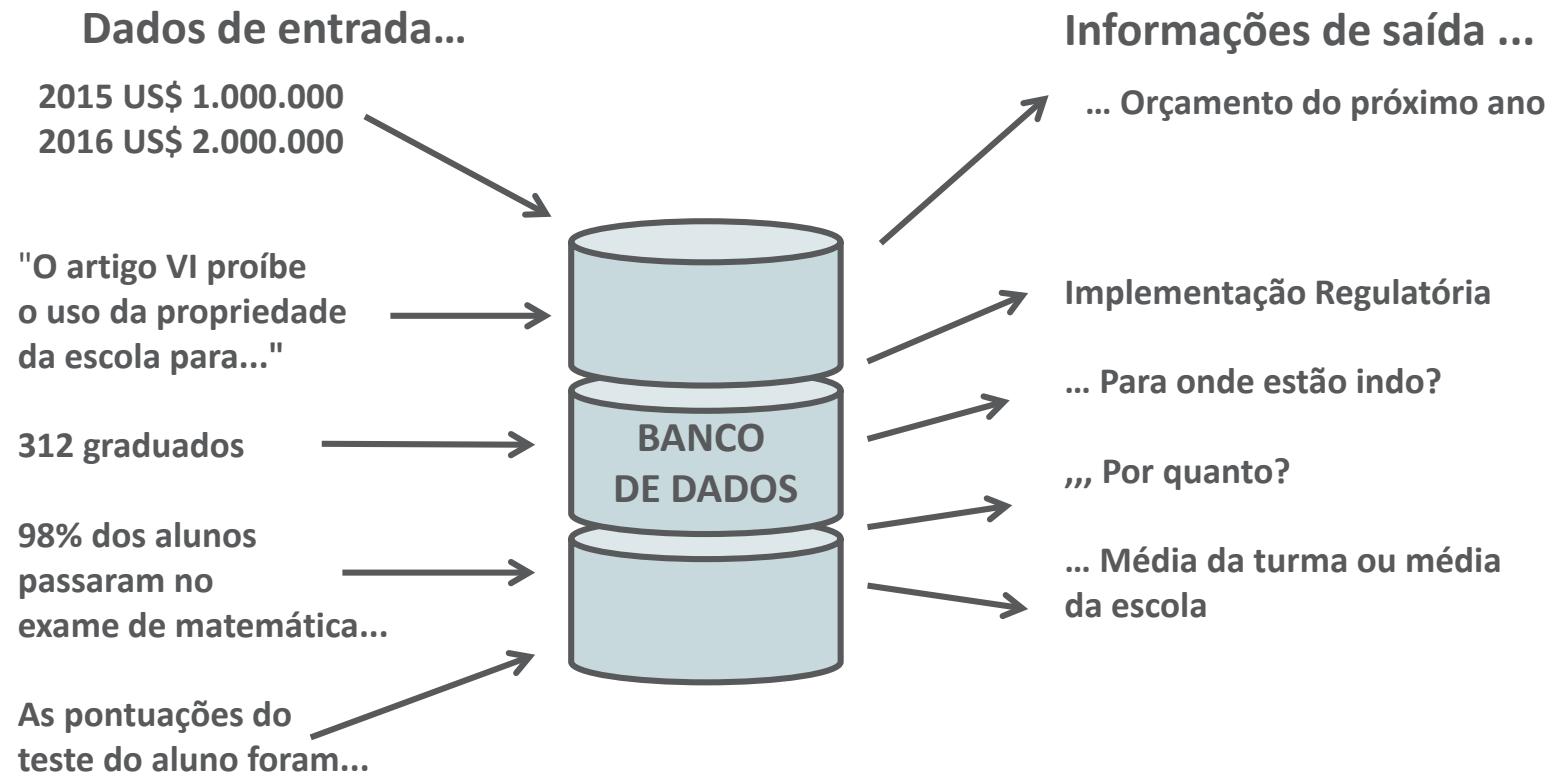 Dados de entrada…
2015 US$ 1.000.000
2016 US$ 2.000.000
"O artigo VI proíbe
o uso da propriedade
da escola para..."
312 graduados
98% dos alunos
passaram no
exame de matemática...
As pontuações do
teste do aluno foram...
BANCO
DE DADOS
Informações de saída ...
… Orçamento do próximo ano
Implementação Regulatória
… Para onde estão indo?
,,, Por quanto?
… Média da turma ou média
da escola